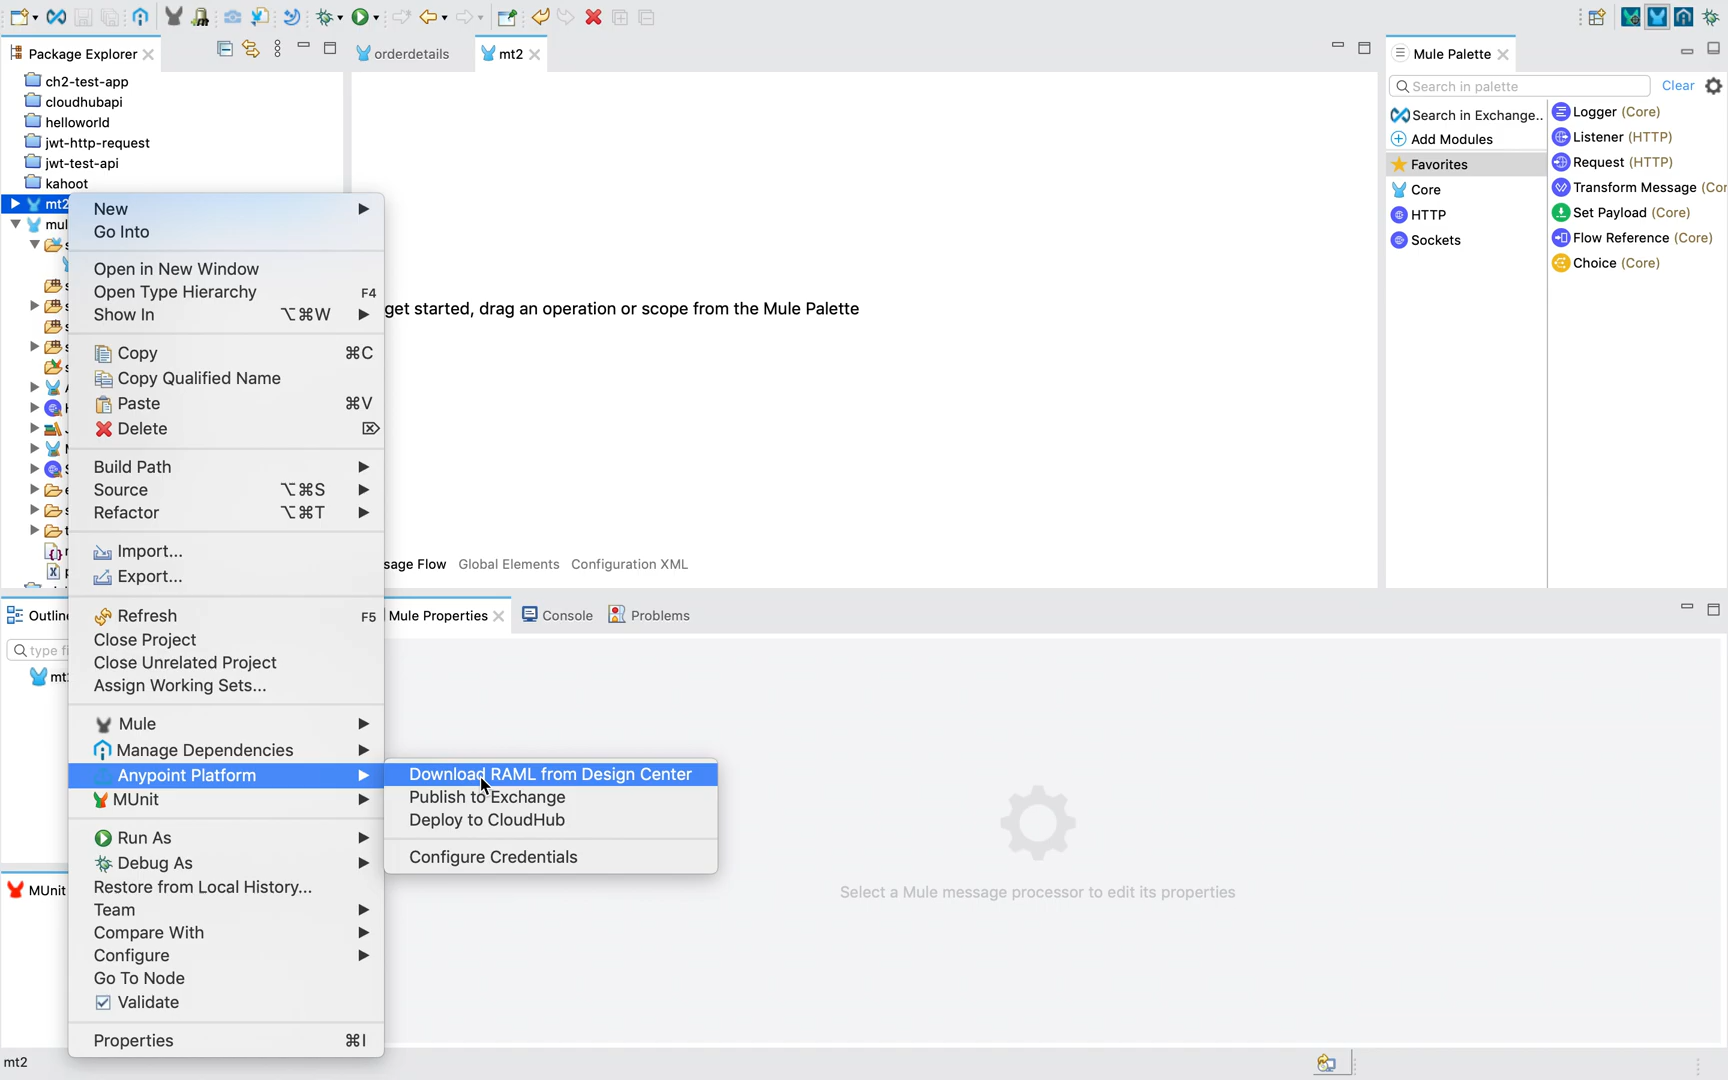 Package Explorer
orderdetails
mt2
Mule Palette
ch2-test-app
cloudhubapi
helloworld
jwt-http-request
jwt-test-api
kahoot
mt2
mul
Search in palette
Clear
Search in Exchange..
Add Modules
Favorites
Core
HTTP
Sockets
Logger (Core)
Listener (HTTP)
Request (HTTP)
Transform Message (Cor
Set Payload (Core)
Flow Reference (Core)
Choice (Core)
New
Go Into
Open in New Window
Open Type Hierarchy F4
Show In ⌥⌘W
Copy ⌘C
Copy Qualified Name
Paste ⌘V
Delete ⌦
Build Path
Source ⌥⌘S
Refactor ⌥⌘T
Import...
Export...
Refresh F5
Close Project
Close Unrelated Project
Assign Working Sets...
Mule
Manage Dependencies
Anypoint Platform
MUnit
Run As
Debug As
Restore from Local History...
Team
Compare With
Configure
Go To Node
Validate
Properties ⌘I
Download RAML from Design Center
Publish to Exchange
Deploy to CloudHub
Configure Credentials
get started, drag an operation or scope from the Mule Palette
sage Flow Global Elements Configuration XML
Outline
type fi
mt2
MUnit
Mule Properties
Console
Problems
Select a Mule message processor to edit its properties
mt2